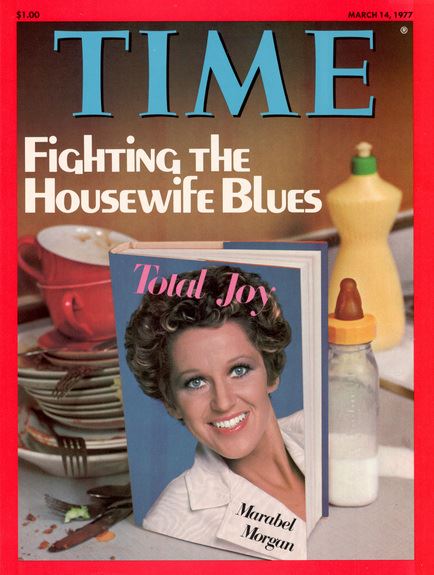 $1.00
MARCH 14, 1977
TIME
®
Fighting the
Housewife Blues
Total Joy
Marabel
Morgan